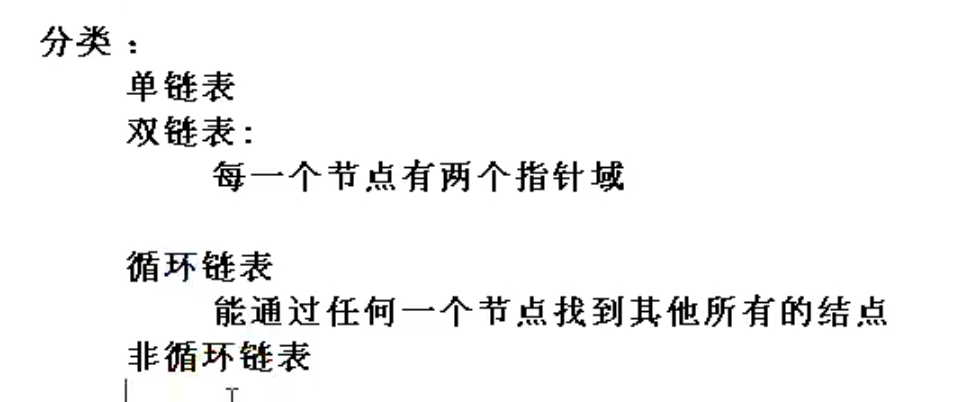 分类：
单链表
双链表:
每一个节点有两个指针域
循环链表
能通过任何一个节点找到其他所有的结点
非循环链表